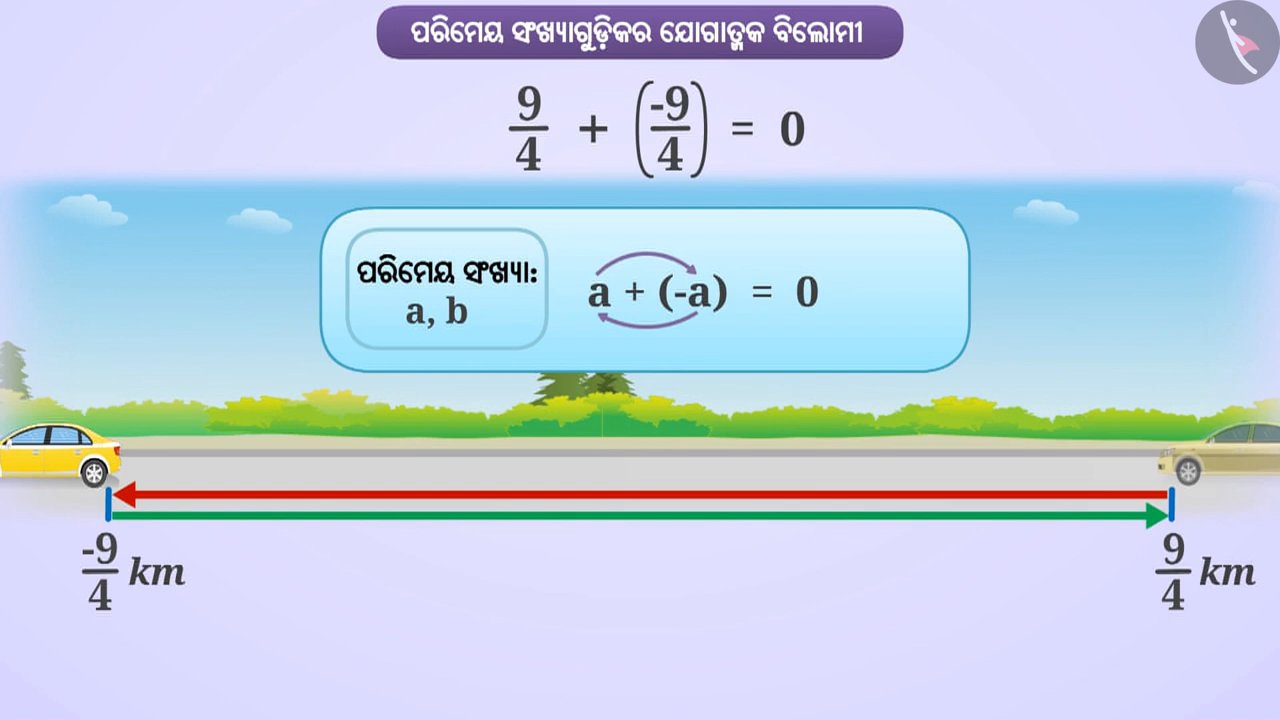 ପରିମେୟ ସଂଖ୍ୟାଗୁଡ଼ିକର ଯୋଗାତ୍ମକ ବିଲୋମୀ
9/4 + (-9/4) = 0
ପରିମେୟ ସଂଖ୍ୟା:
a, b
a + (-a) = 0
-9/4 km
9/4 km